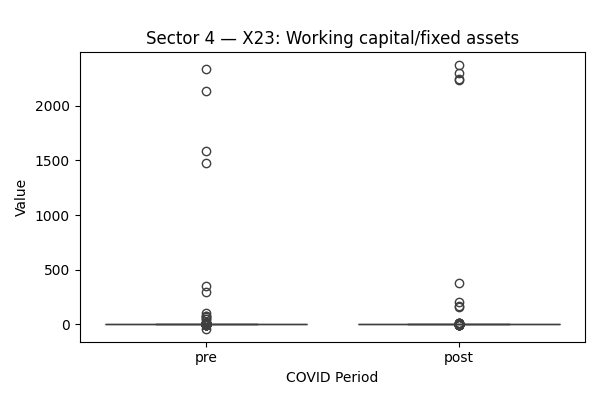 Sector 4 — X23: Working capital/fixed assets
2000
1500
1000
500
0
Value
pre
post
COVID Period